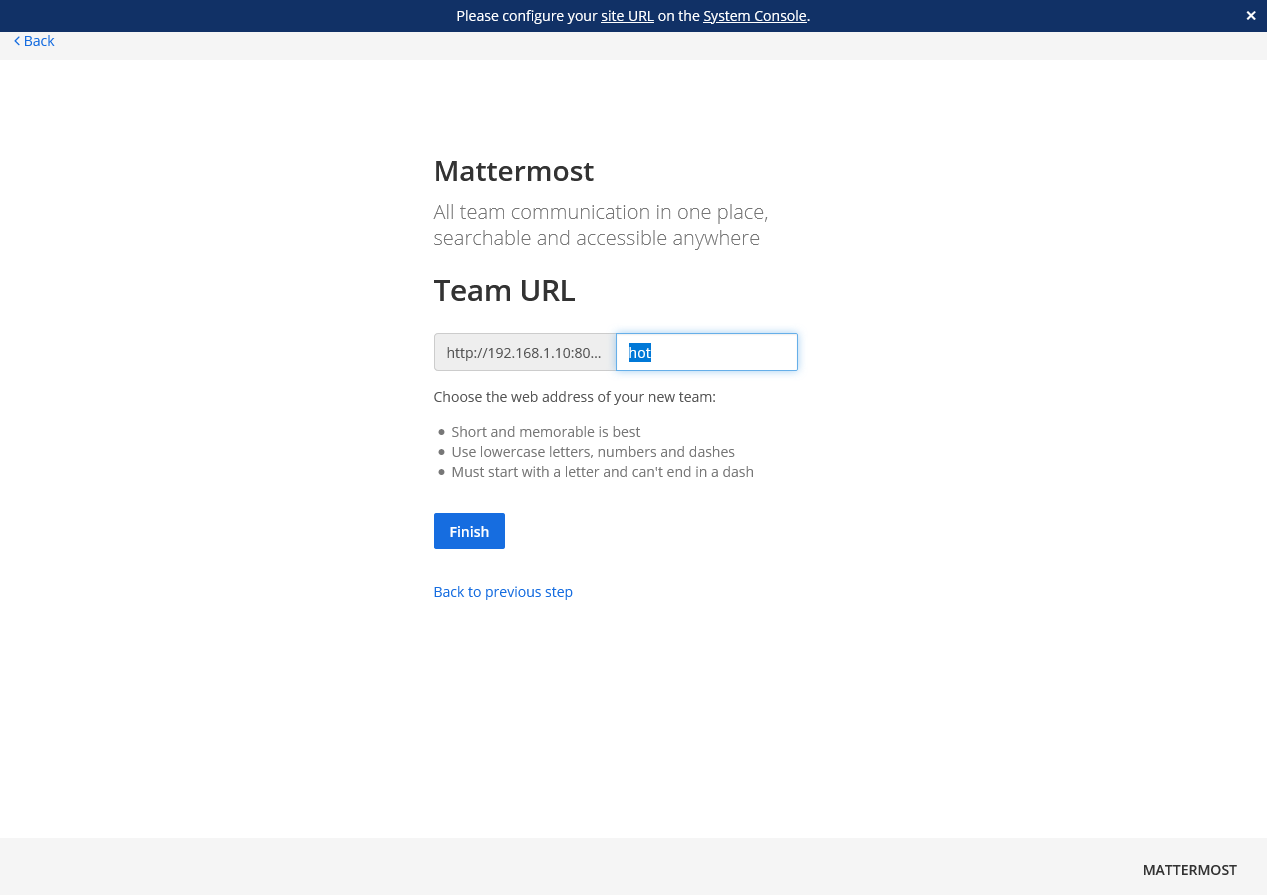 Please configure your site URL on the System Console.
×
Back
Mattermost
All team communication in one place,
searchable and accessible anywhere
Team URL
http://192.168.1.10:80... hot
Choose the web address of your new team:
Short and memorable is best
Use lowercase letters, numbers and dashes
Must start with a letter and can't end in a dash
Finish
Back to previous step
MATTERMOST